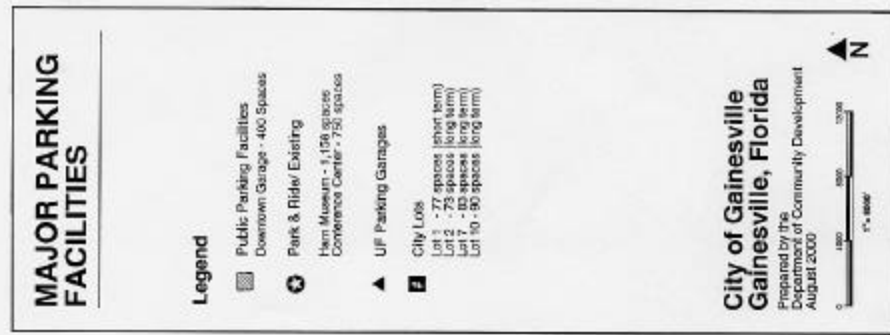 MAJOR PARKING
FACILITIES
Legend
Public Parking Facilities
Downtown Garage - 400 Spaces
Park & Ride/ Existing
Harn Museum - 1,158 spaces
Conference Center - 750 spaces
UF Parking Garages
#
City Lots
Lot 1 - 77 spaces (short term)
Lot 2 - 73 spaces (long term)
Lot 7 - 83 spaces (long term)
Lot 10 - 90 spaces (long term)
City of Gainesville
Gainesville, Florida
Prepared by the
Department of Community Development
August 2000
N
0